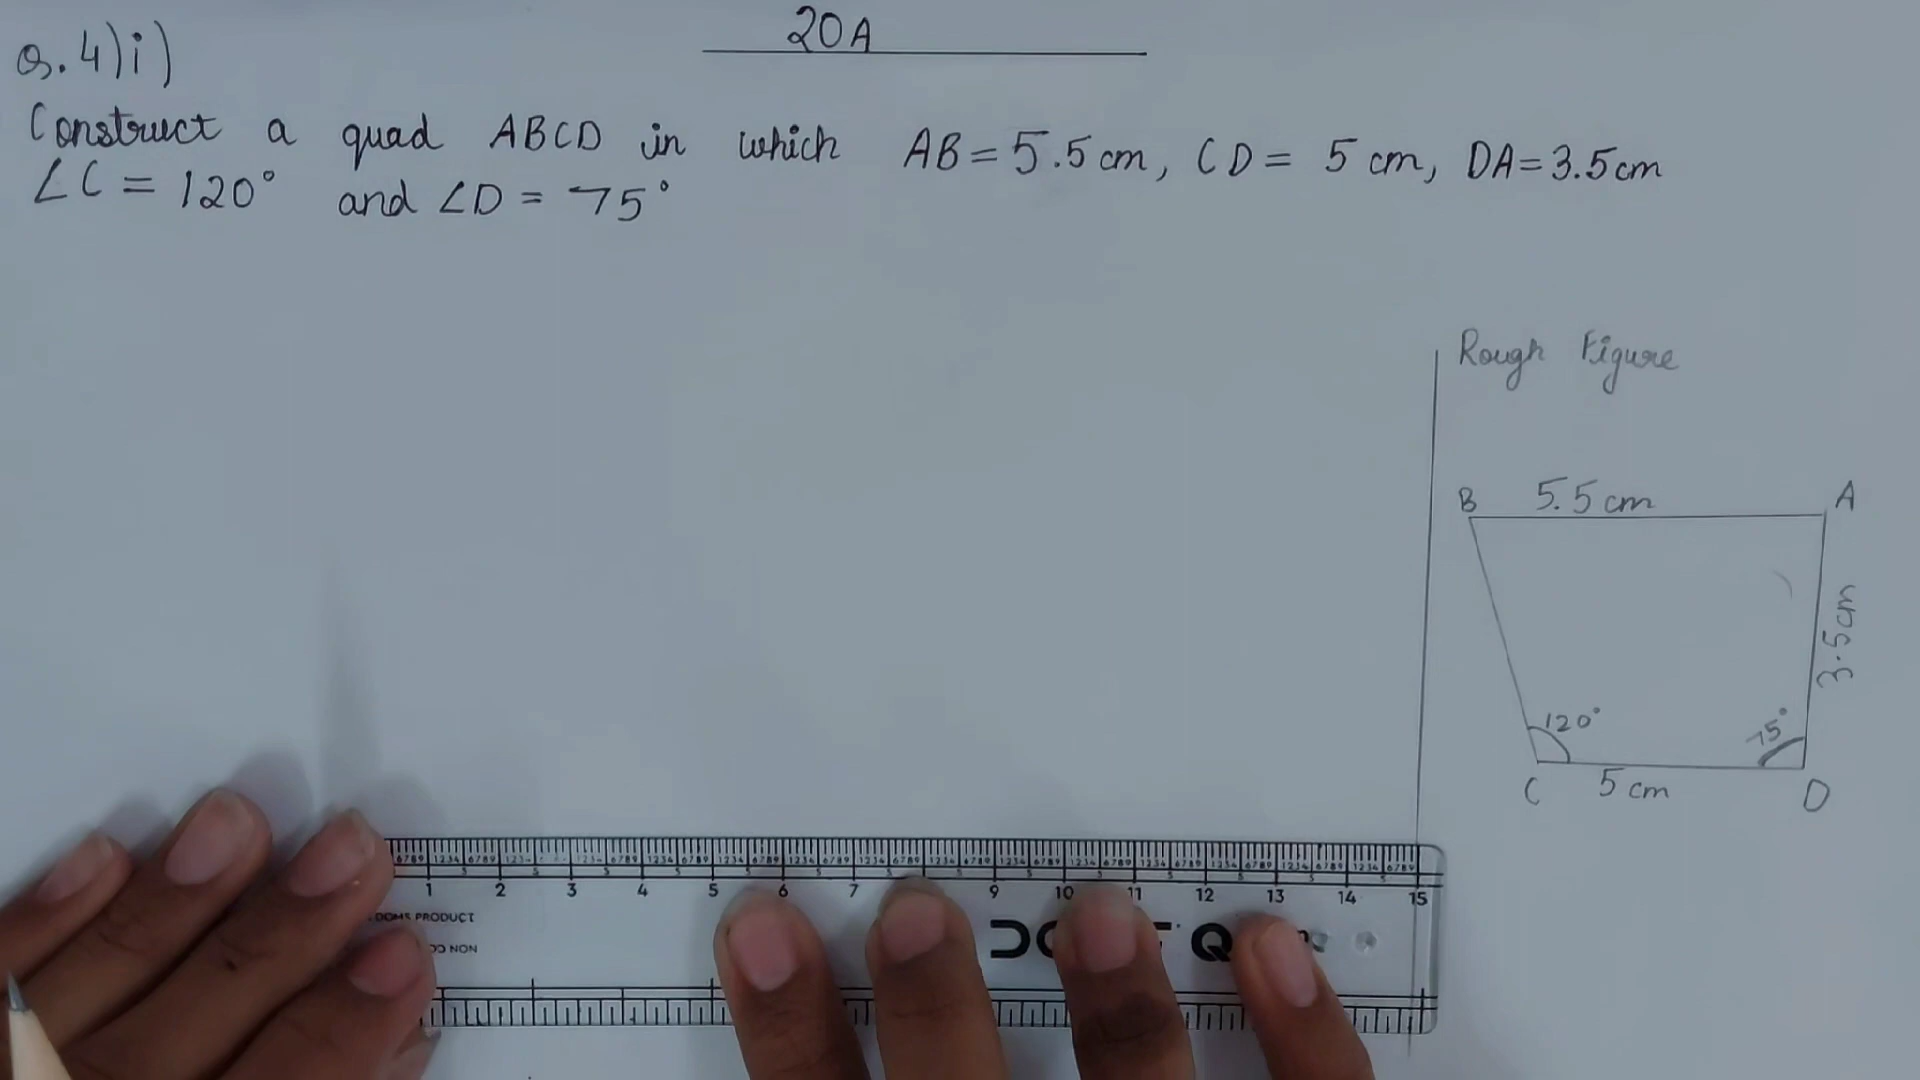 20A
Q.4)i)
Construct a quad ABCD in which AB = 5.5 cm, CD = 5 cm, DA = 3.5 cm
∠C = 120° and ∠D = 75°
Rough Figure
B 5.5 cm A
3.5cm
120° 75°
C 5 cm D
1 2 3 4 5 6 7 9 10 11 12 13 14 15
PRODUCT
NON